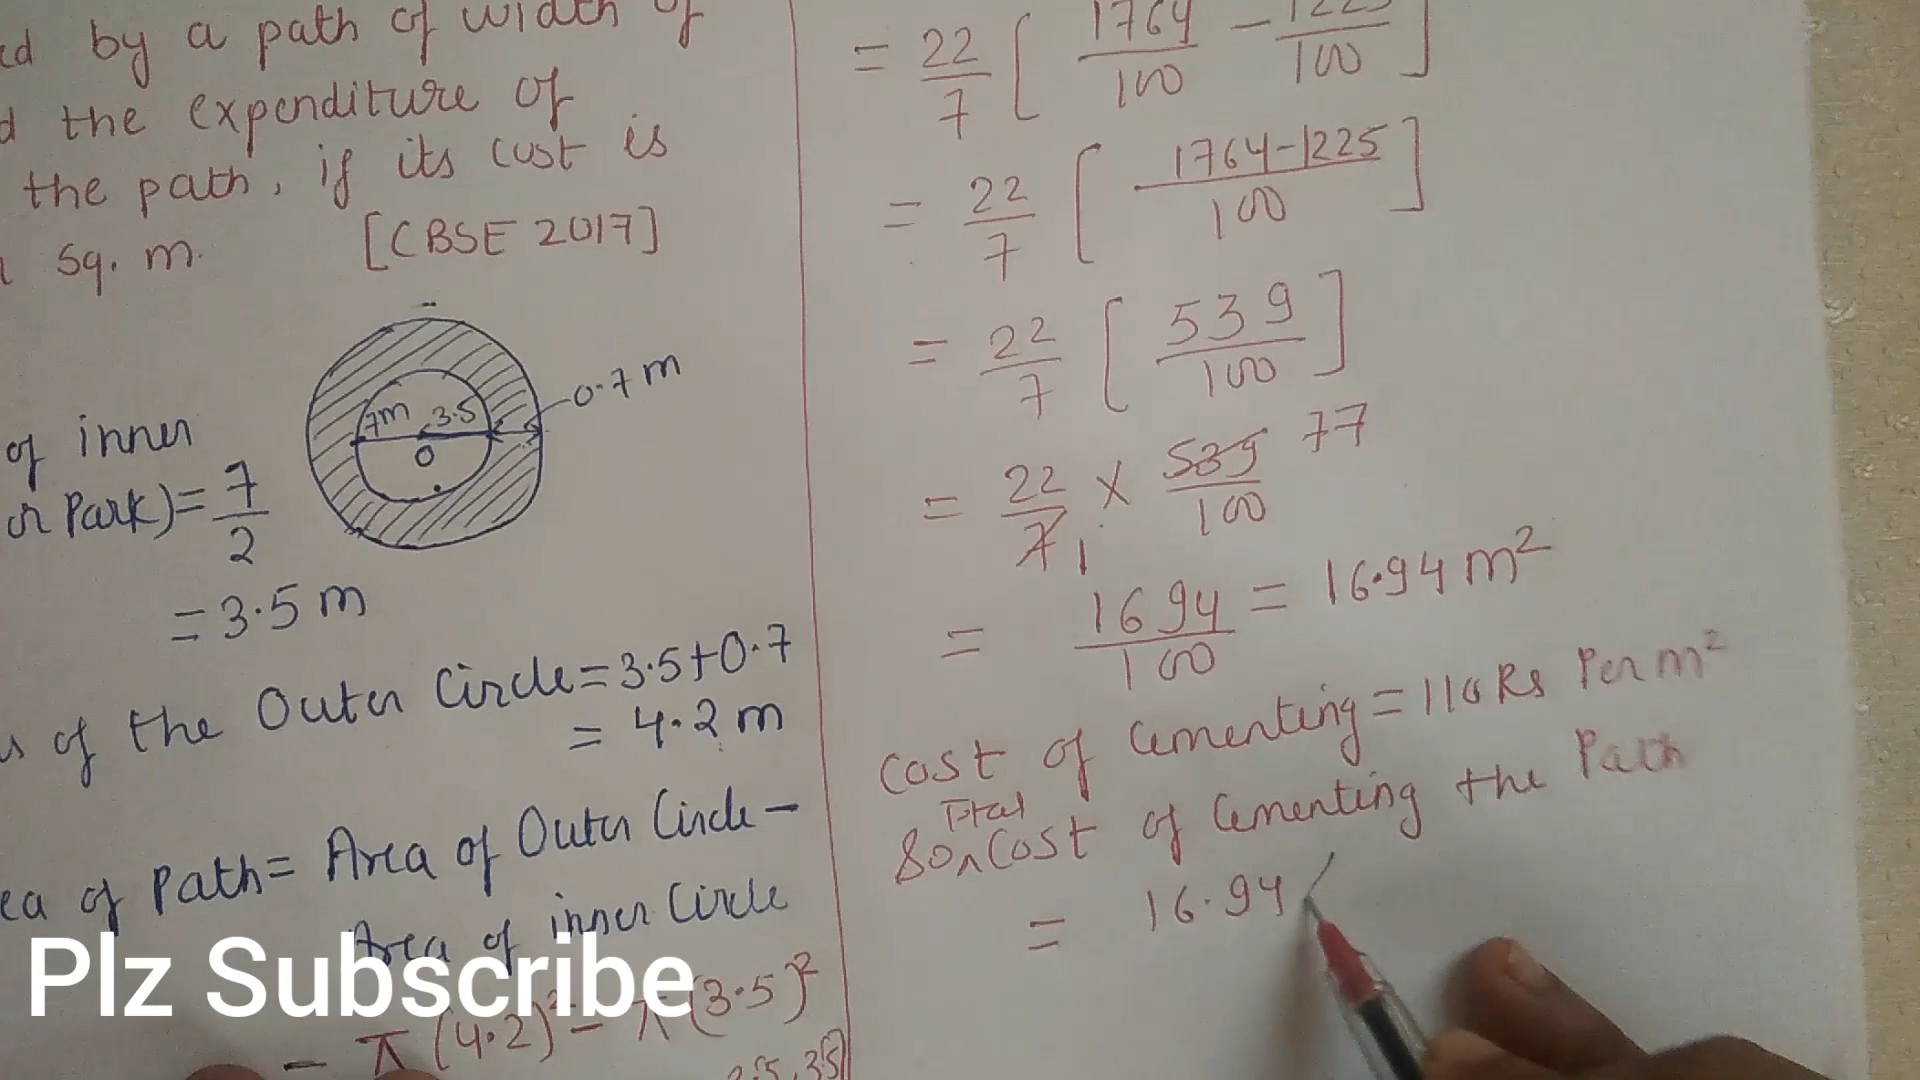 ed by a path of width of
d the expenditure of
the path, if its cost is
sq. m. [CBSE 2017]
7m 3.5
0.7 m
O
of inner
or Park) = 7/2
= 3.5 m
s of the Outer Circle = 3.5+0.7
= 4.2 m
ea of Path = Area of Outer Circle –
Area of inner Circle
– π (4.2)² – π (3.5)²
Plz Subscribe
= 22/7 [ 1764/100 – 1225/100 ]
= 22/7 [ 1764-1225/100 ]
= 22/7 [ 539/100 ]
= 22/7 × 539/100 77
1
= 1694/100 = 16.94 m²
Cost of Cementing = 110 Rs Per m²
Total
So ^ Cost of Cementing the Path
= 16.94